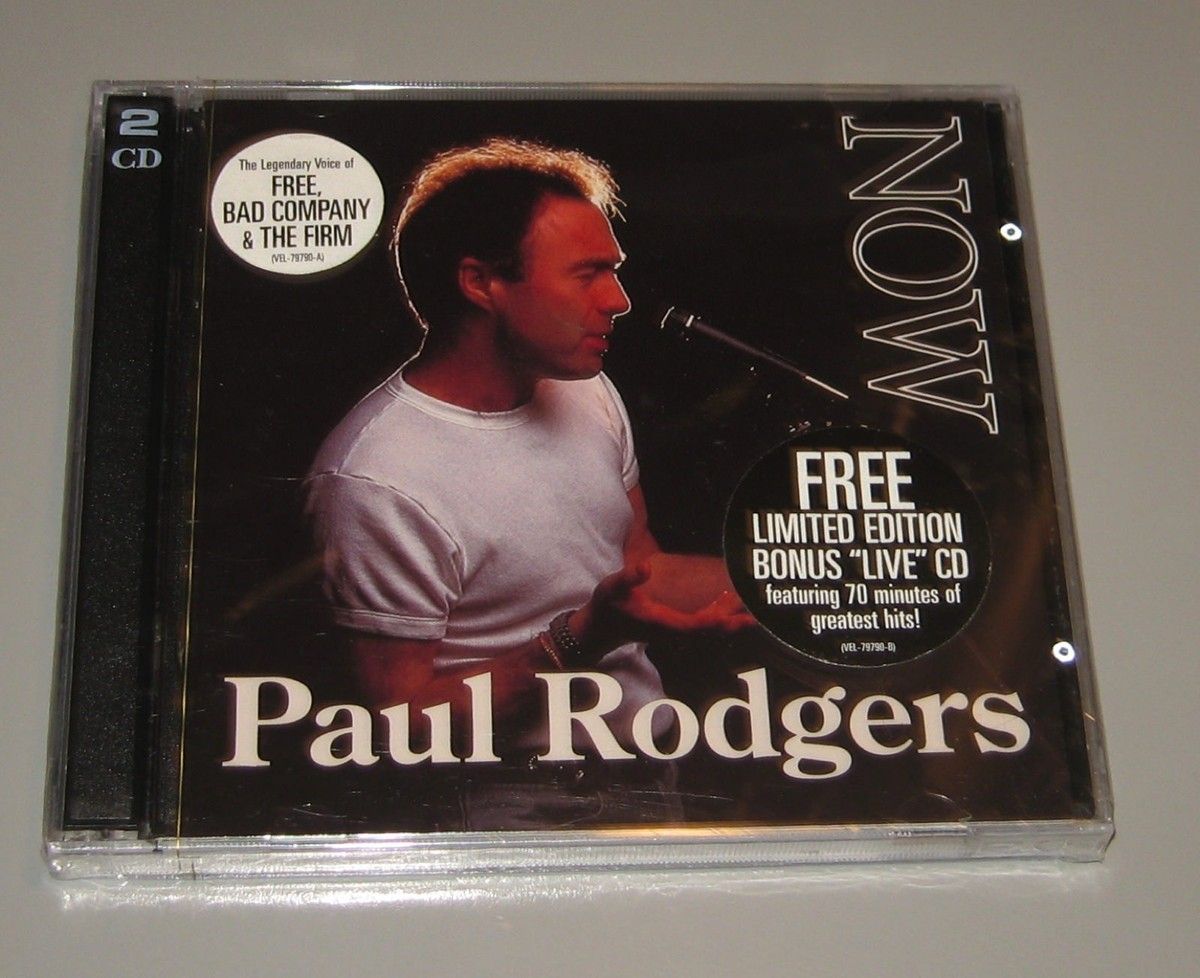 2
CD
The Legendary Voice of
FREE,
BAD COMPANY
& THE FIRM
(VEL-79790-A)
NOW
FREE
LIMITED EDITION
BONUS "LIVE" CD
featuring 70 minutes of
greatest hits!
(VEL-79790-B)
Paul Rodgers